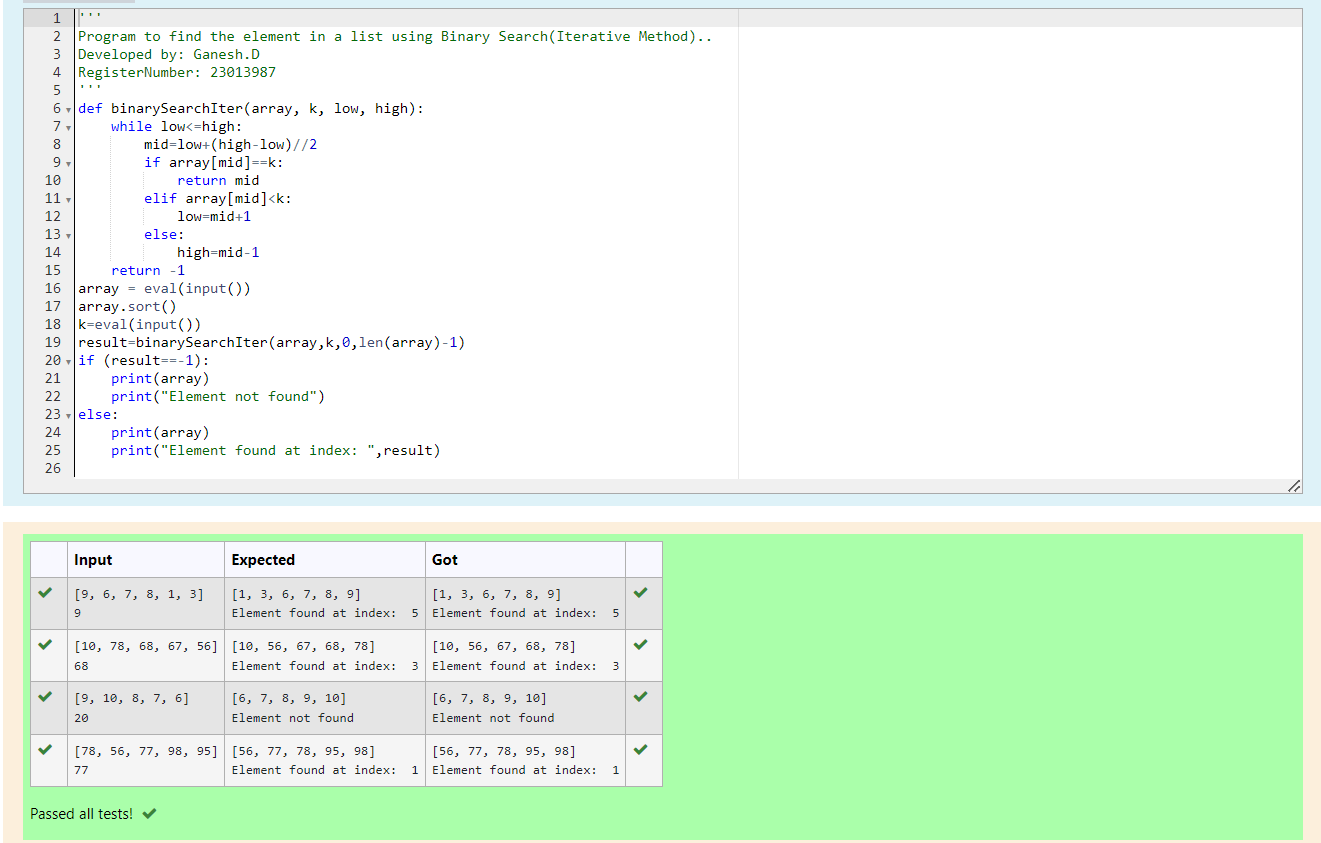 1 '''
2 Program to find the element in a list using Binary Search(Iterative Method)..
3 Developed by: Ganesh.D
4 RegisterNumber: 23013987
5 '''
6 def binarySearchIter(array, k, low, high):
7     while low<=high:
8         mid=low+(high-low)//2
9         if array[mid]==k:
10             return mid
11         elif array[mid]<k:
12             low=mid+1
13         else:
14             high=mid-1
15     return -1
16 array = eval(input())
17 array.sort()
18 k=eval(input())
19 result=binarySearchIter(array,k,0,len(array)-1)
20 if (result==-1):
21     print(array)
22     print("Element not found")
23 else:
24     print(array)
25     print("Element found at index: ",result)
26
Input Expected Got
[9, 6, 7, 8, 1, 3] [1, 3, 6, 7, 8, 9] [1, 3, 6, 7, 8, 9]
9 Element found at index:  5 Element found at index:  5
[10, 78, 68, 67, 56] [10, 56, 67, 68, 78] [10, 56, 67, 68, 78]
68 Element found at index:  3 Element found at index:  3
[9, 10, 8, 7, 6] [6, 7, 8, 9, 10] [6, 7, 8, 9, 10]
20 Element not found Element not found
[78, 56, 77, 98, 95] [56, 77, 78, 95, 98] [56, 77, 78, 95, 98]
77 Element found at index:  1 Element found at index:  1
Passed all tests!